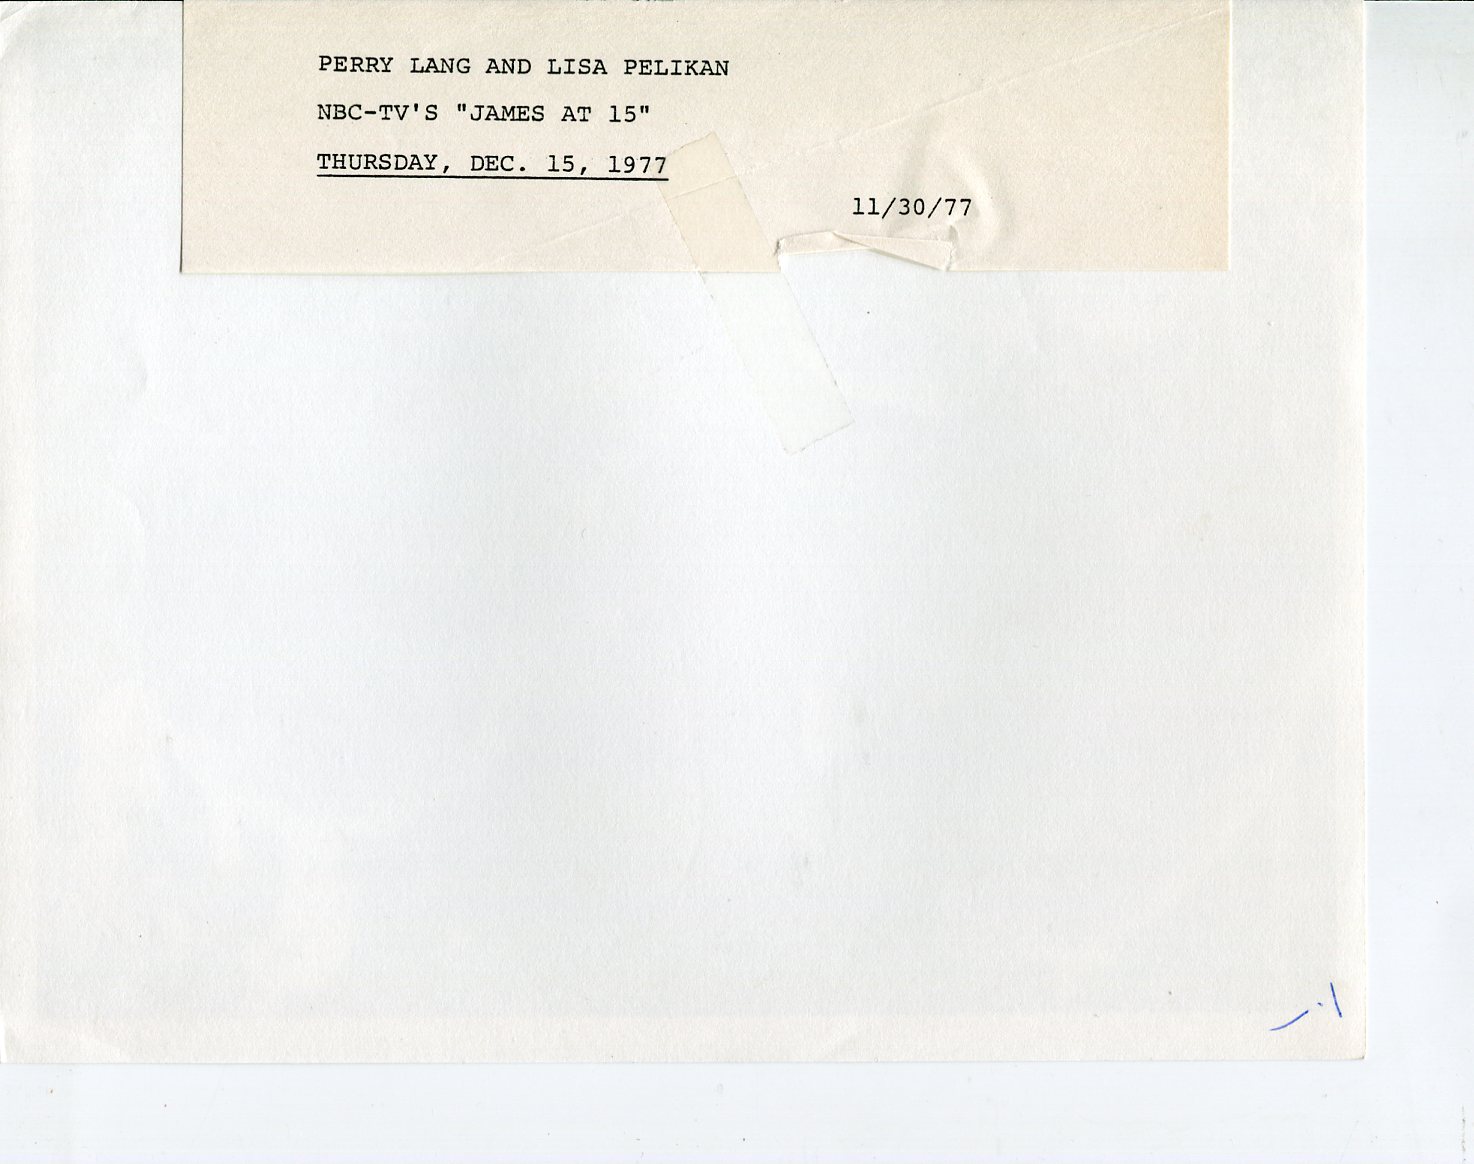 PERRY LANG AND LISA PELIKAN
NBC-TV'S "JAMES AT 15"
THURSDAY, DEC. 15, 1977
11/30/77